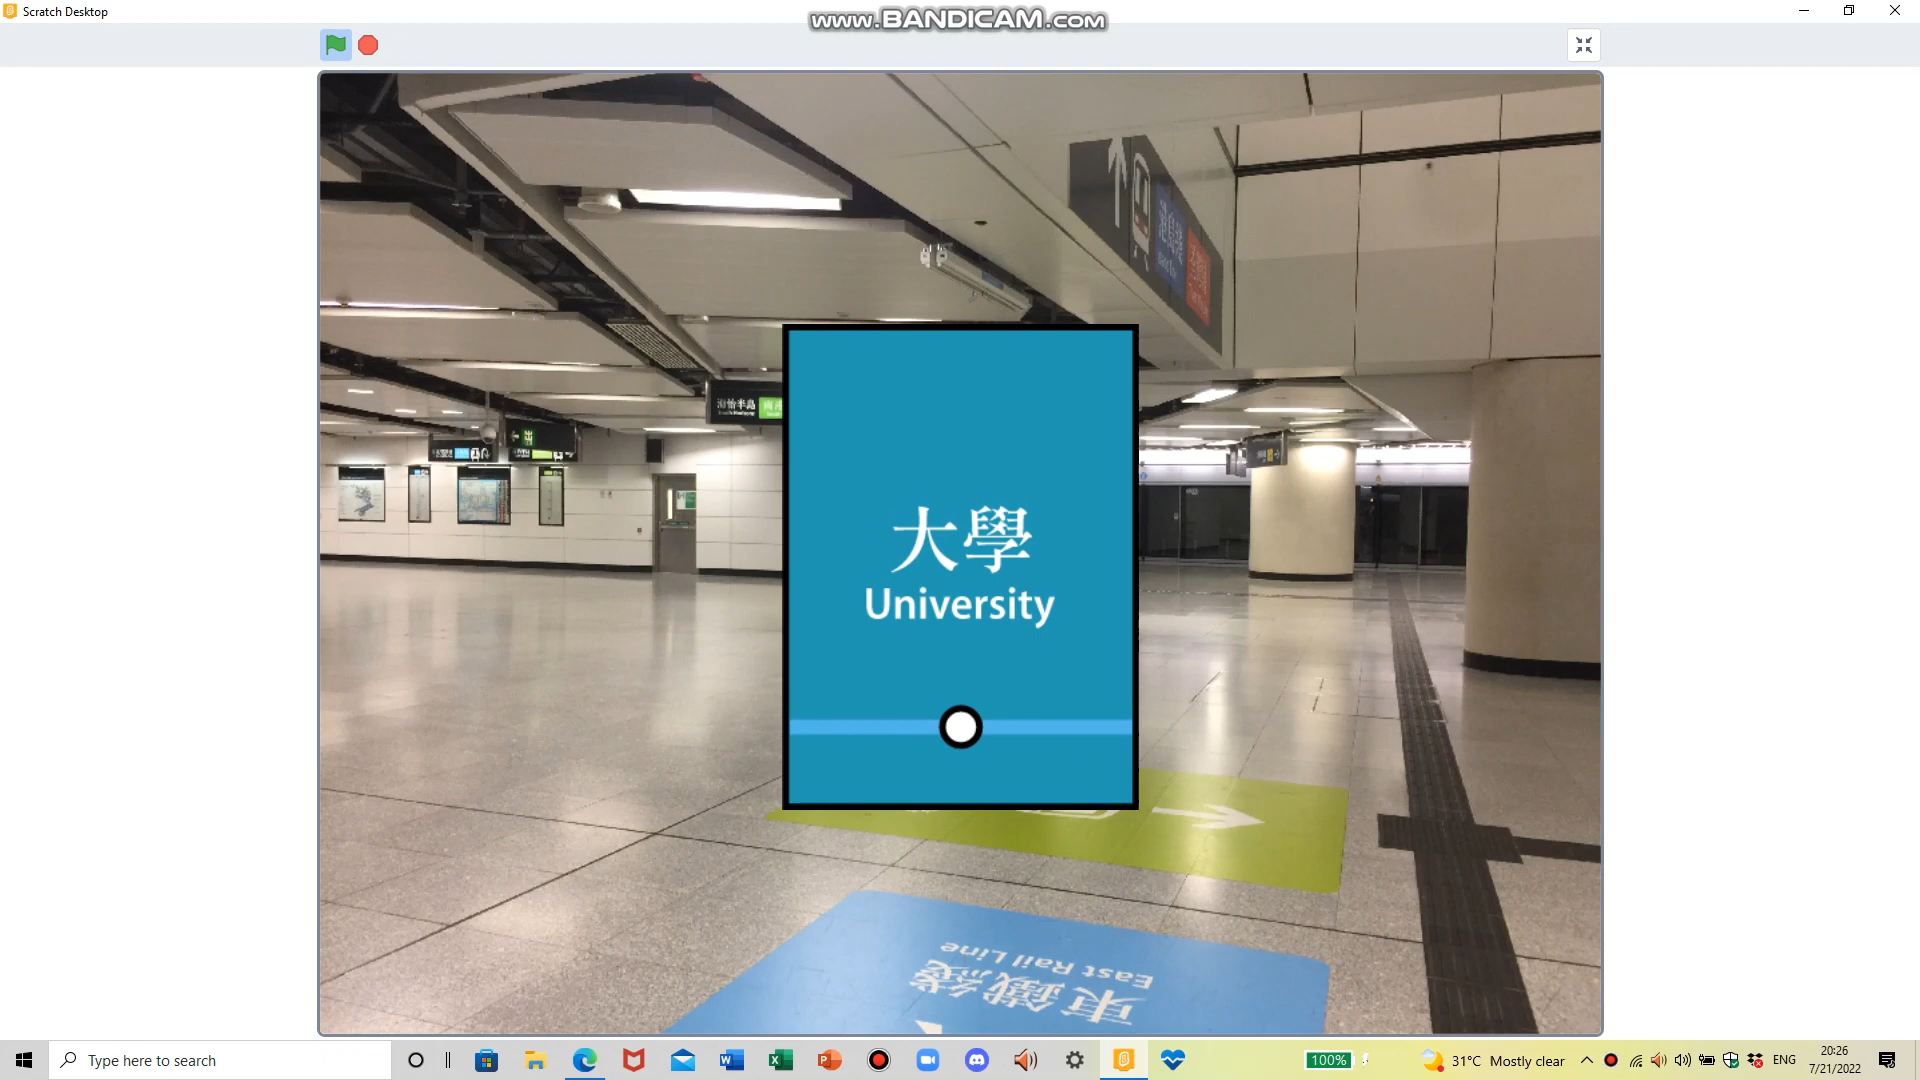 Scratch Desktop
www.BANDICAM.com
大學
University
East Rail Line
東鐵綫
Type here to search
100%
31°C Mostly clear
ENG
20:26
7/21/2022